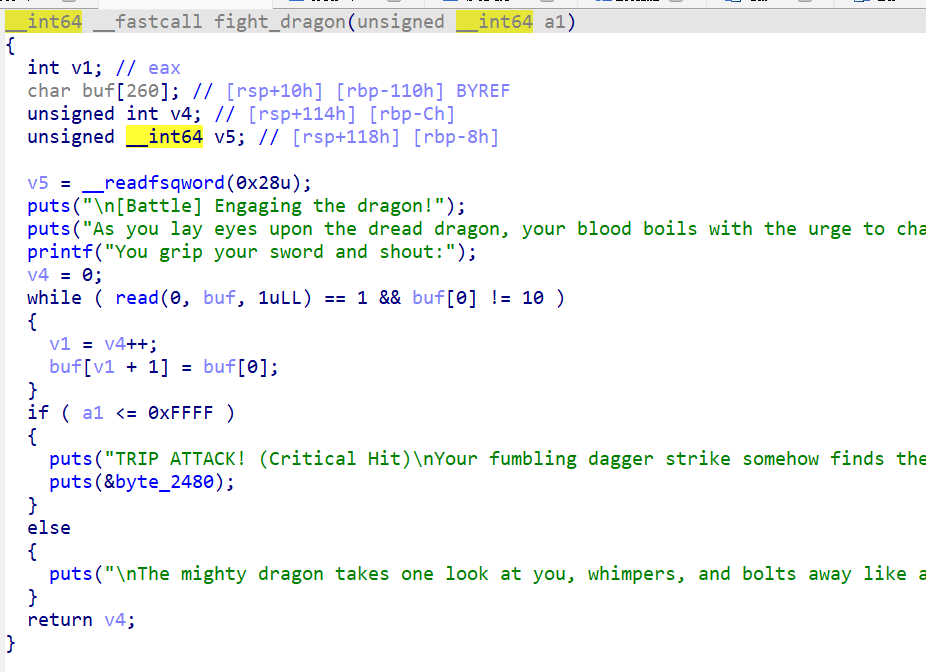 __int64 __fastcall fight_dragon(unsigned __int64 a1)
{
  int v1; // eax
  char buf[260]; // [rsp+10h] [rbp-110h] BYREF
  unsigned int v4; // [rsp+114h] [rbp-Ch]
  unsigned __int64 v5; // [rsp+118h] [rbp-8h]

  v5 = __readfsqword(0x28u);
  puts("\n[Battle] Engaging the dragon!");
  puts("As you lay eyes upon the dread dragon, your blood boils with the urge to cha
  printf("You grip your sword and shout:");
  v4 = 0;
  while ( read(0, buf, 1uLL) == 1 && buf[0] != 10 )
  {
    v1 = v4++;
    buf[v1 + 1] = buf[0];
  }
  if ( a1 <= 0xFFFF )
  {
    puts("TRIP ATTACK! (Critical Hit)\nYour fumbling dagger strike somehow finds the
    puts(&byte_2480);
  }
  else
  {
    puts("\nThe mighty dragon takes one look at you, whimpers, and bolts away like a
  }
  return v4;
}